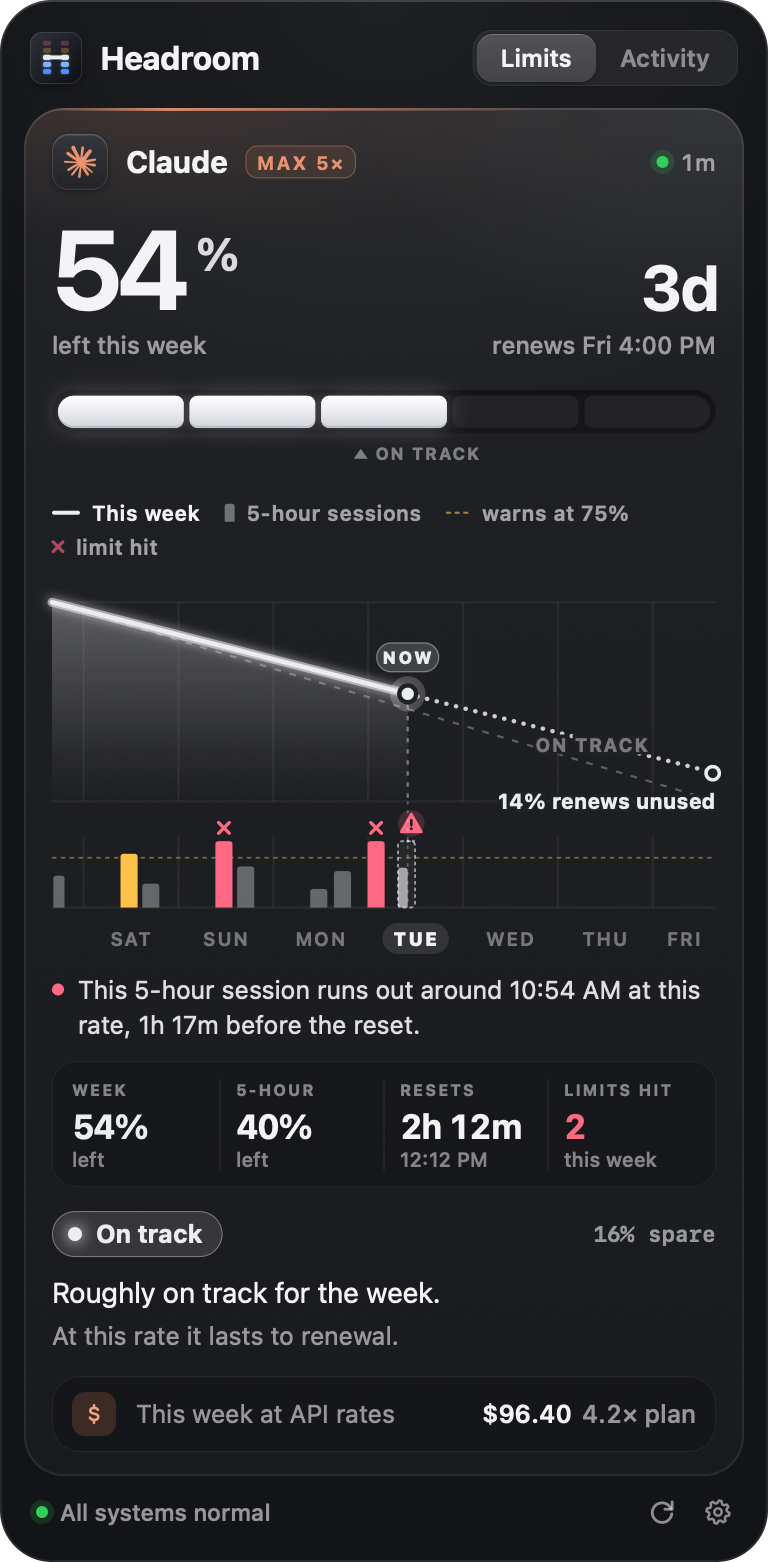 Headroom
Limits
Activity
Claude
MAX 5×
1m
54%
3d
left this week
renews Fri 4:00 PM
ON TRACK
This week
5-hour sessions
warns at 75%
limit hit
NOW
ON TRACK
14% renews unused
SAT
SUN
MON
TUE
WED
THU
FRI
This 5-hour session runs out around 10:54 AM at this
rate, 1h 17m before the reset.
WEEK
54%
left
5-HOUR
40%
left
RESETS
2h 12m
12:12 PM
LIMITS HIT
2
this week
On track
16% spare
Roughly on track for the week.
At this rate it lasts to renewal.
$
This week at API rates
$96.40 4.2× plan
All systems normal